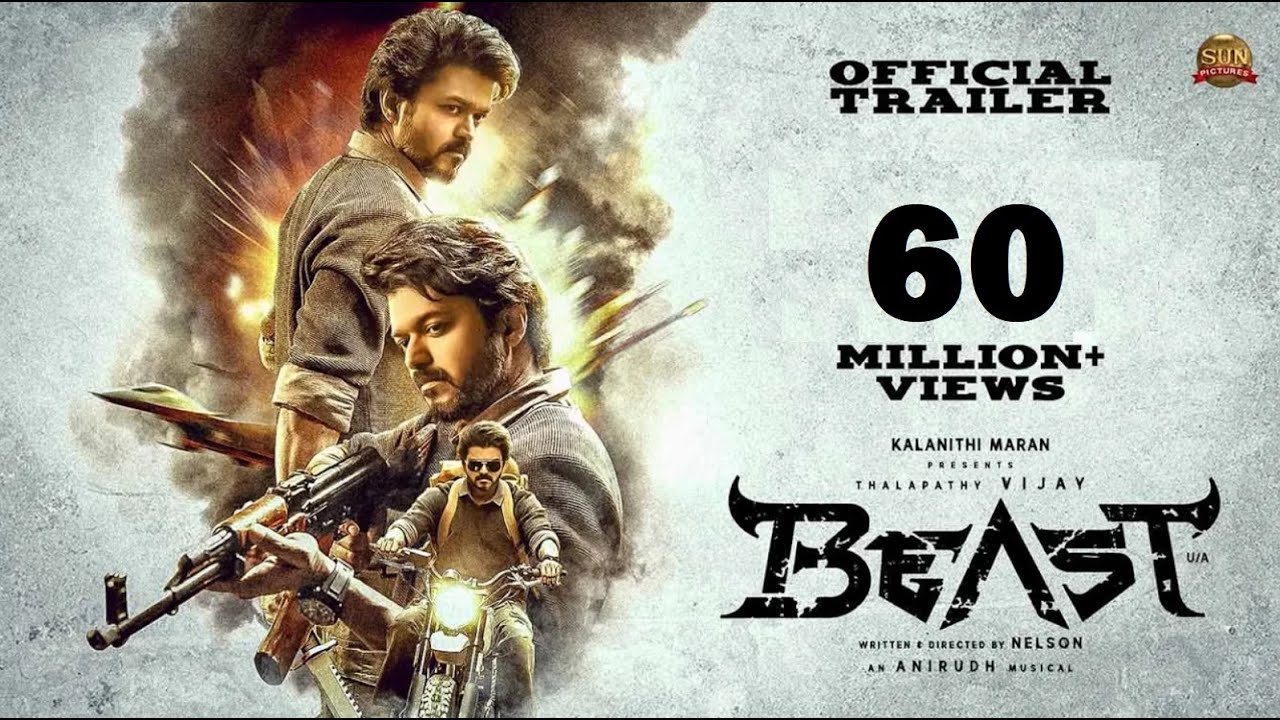 SUN
PICTURES
OFFICIAL
TRAILER
60
MILLION+
VIEWS
KALANITHI MARAN
PRESENTS
THALAPATHY VIJAY
BEAST
U/A
WRITTEN & DIRECTED BY NELSON
AN ANIRUDH MUSICAL